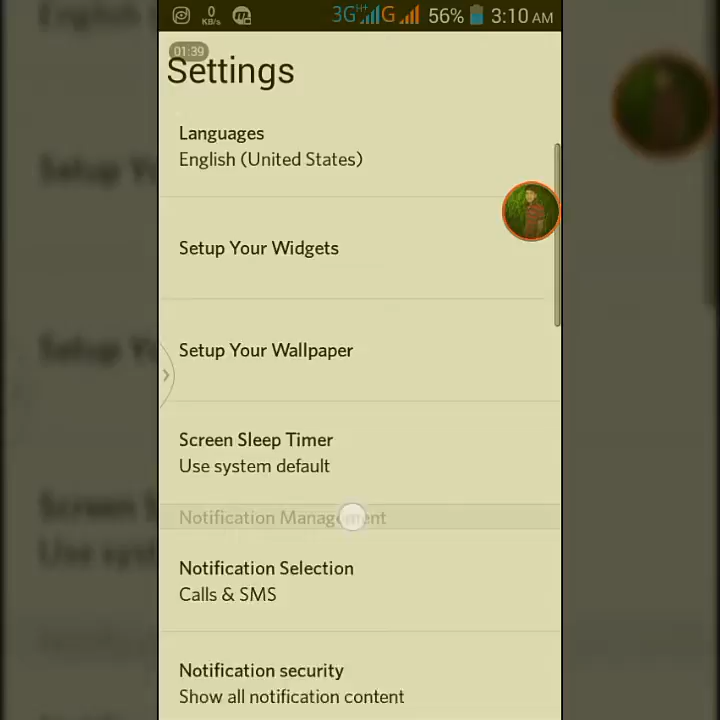 0
KB/s
3G H+ G 56% 3:10 AM
01:39
Settings
Languages
English (United States)
Setup Your Widgets
Setup Your Wallpaper
Screen Sleep Timer
Use system default
Notification Management
Notification Selection
Calls & SMS
Notification security
Show all notification content